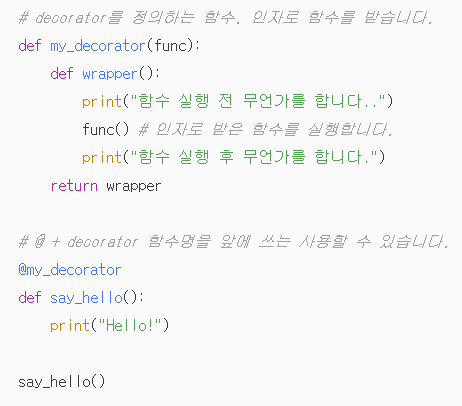 # decorator를 정의하는 함수. 인자로 함수를 받습니다.
def my_decorator(func):
    def wrapper():
        print("함수 실행 전 무언가를 합니다..")
        func() # 인자로 받은 함수를 실행합니다.
        print("함수 실행 후 무언가를 합니다.")
    return wrapper

# @ + decorator 함수명을 앞에 쓰는 사용할 수 있습니다.
@my_decorator
def say_hello():
    print("Hello!")

say_hello()